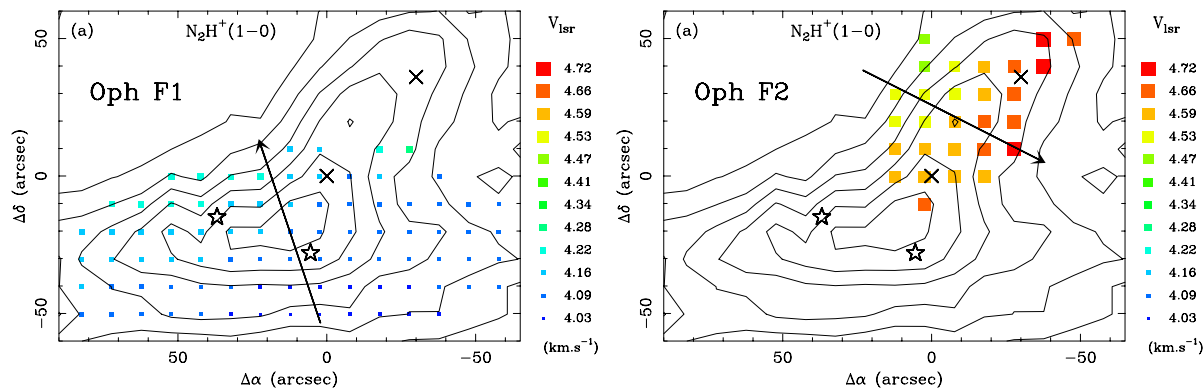 (a) N₂H⁺(1−0) V_lsr
Oph F1
4.72
4.66
4.59
4.53
4.47
4.41
4.34
4.28
4.22
4.16
4.09
4.03
(km.s⁻¹)
50
0
−50
Δδ (arcsec)
50 0 −50
Δα (arcsec)
(a) N₂H⁺(1−0) V_lsr
Oph F2
4.72
4.66
4.59
4.53
4.47
4.41
4.34
4.28
4.22
4.16
4.09
4.03
(km.s⁻¹)
50
0
−50
Δδ (arcsec)
50 0 −50
Δα (arcsec)